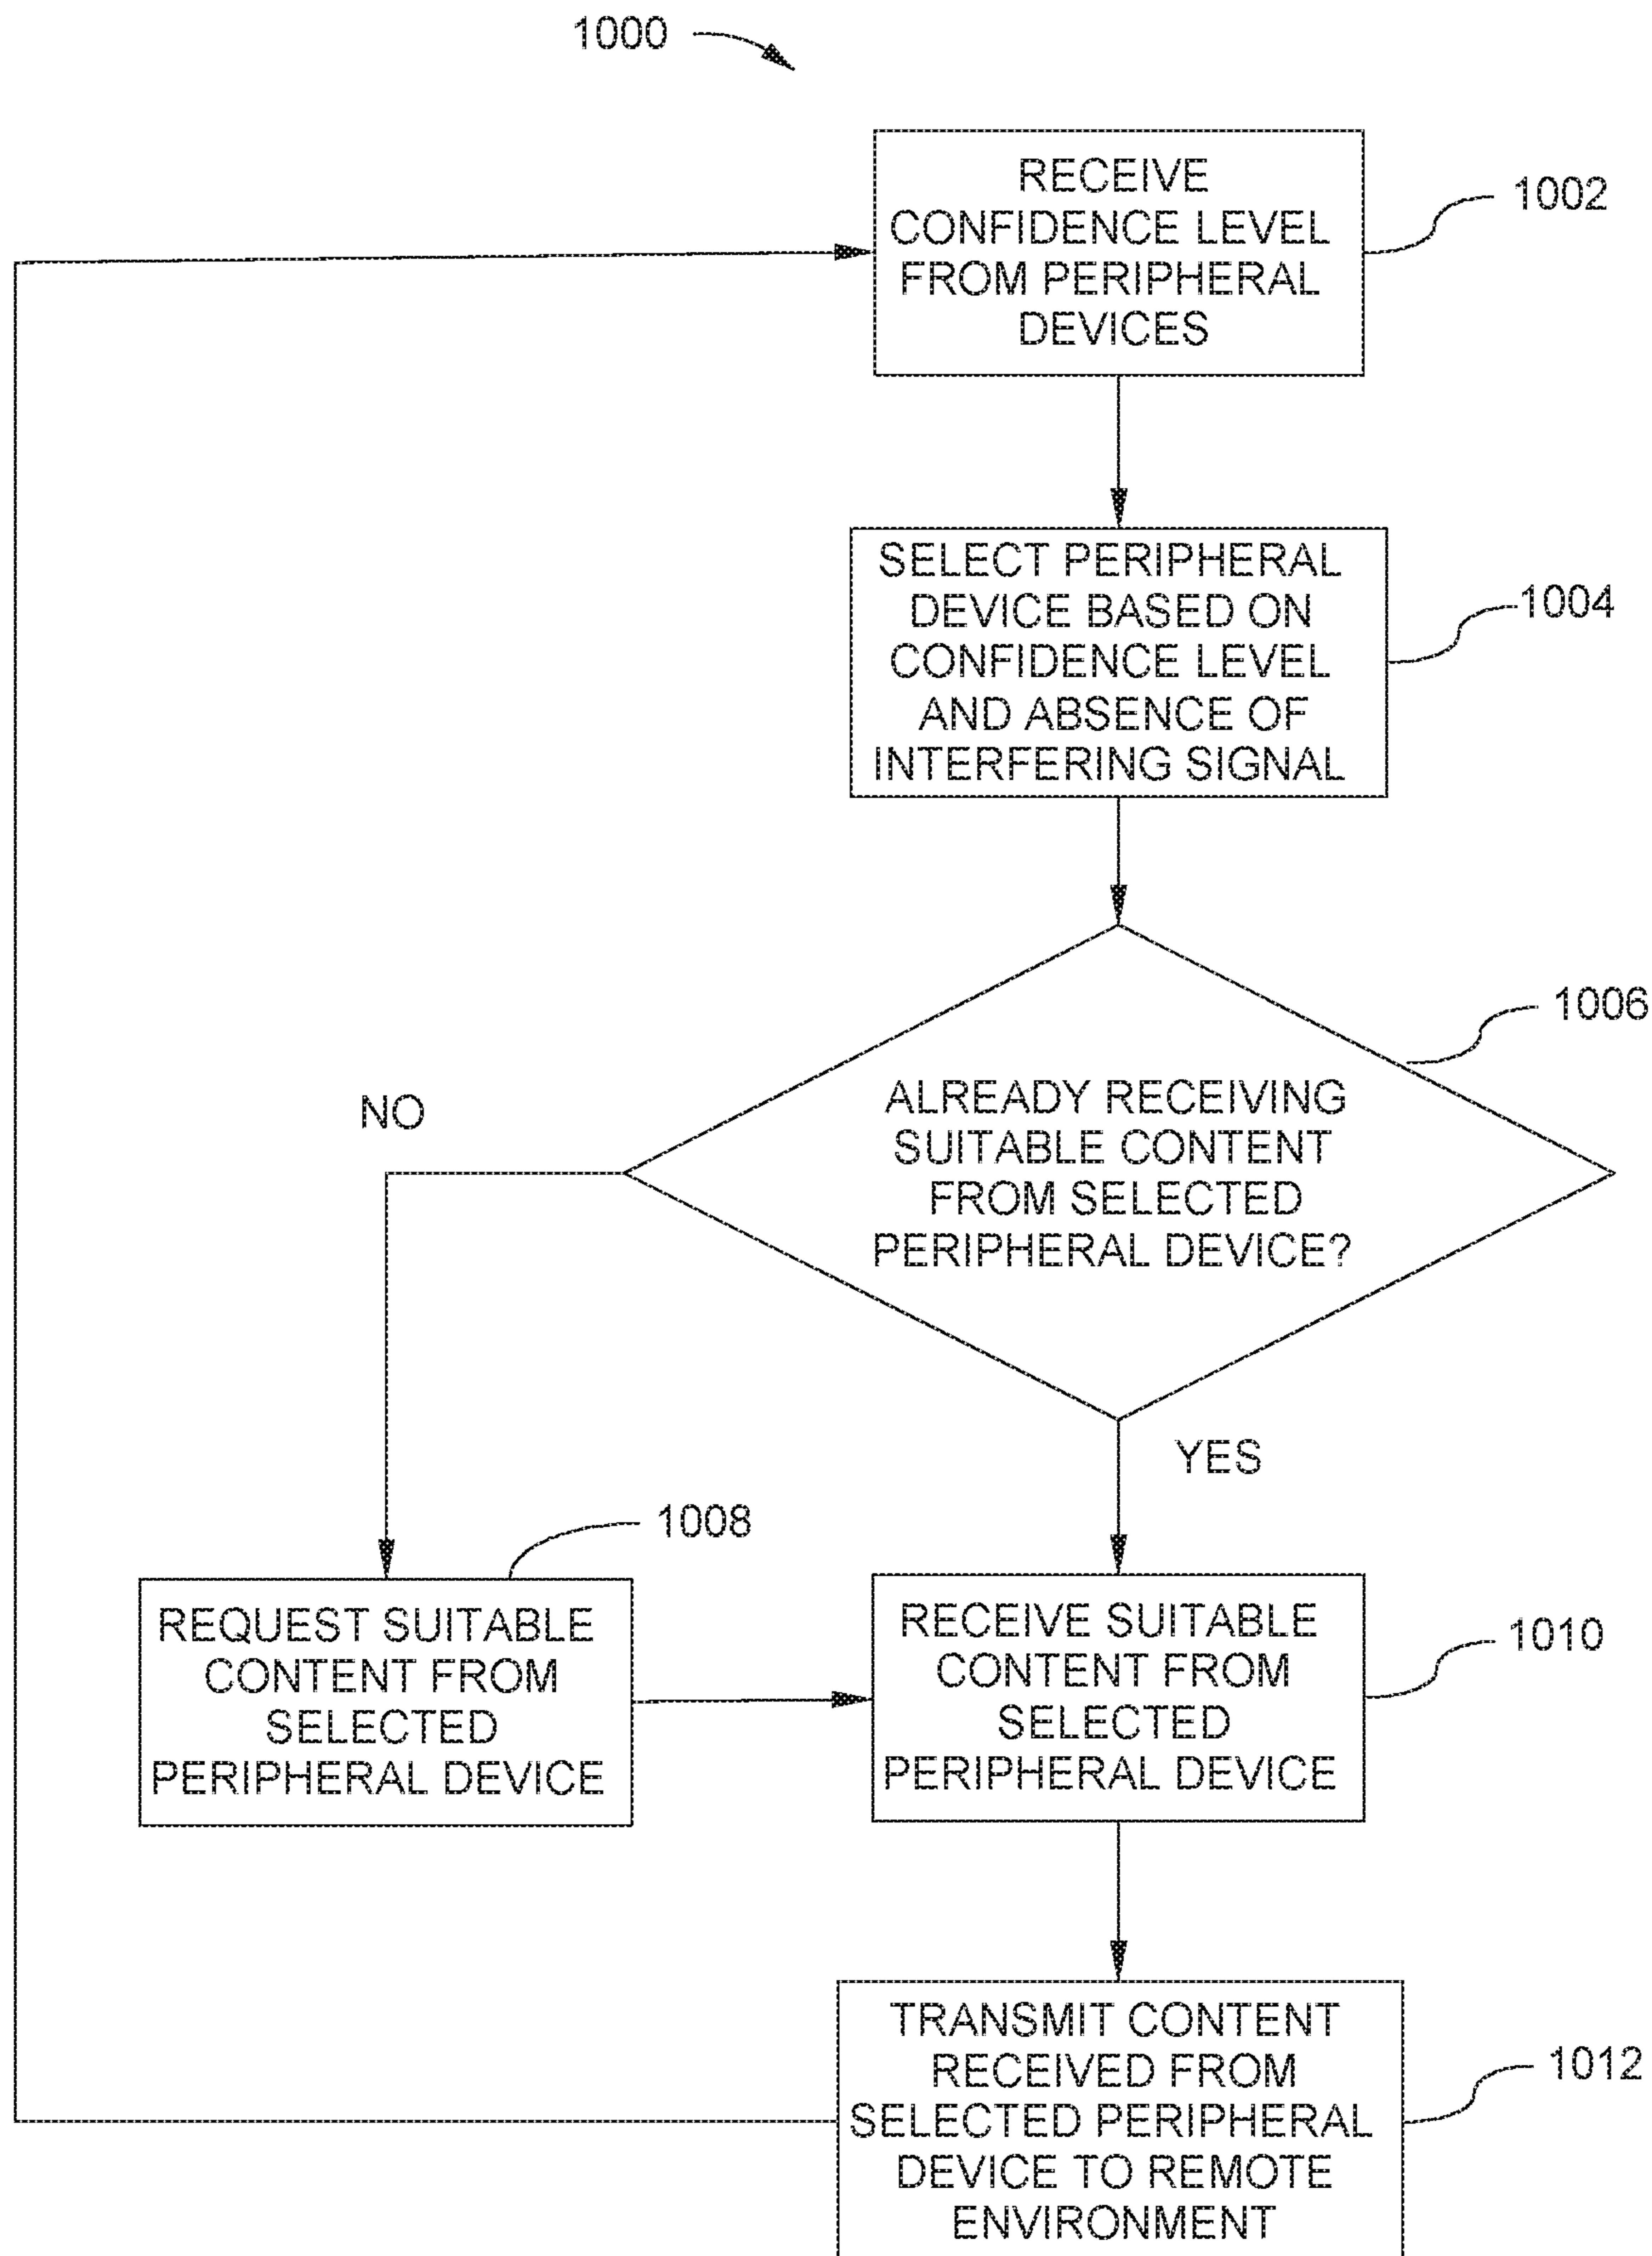 1000
RECEIVE
CONFIDENCE LEVEL
FROM PERIPHERAL
DEVICES
1002
SELECT PERIPHERAL
DEVICE BASED ON
CONFIDENCE LEVEL
AND ABSENCE OF
INTERFERING SIGNAL
1004
1006
ALREADY RECEIVING
SUITABLE CONTENT
FROM SELECTED
PERIPHERAL DEVICE?
NO
YES
1008
REQUEST SUITABLE
CONTENT FROM
SELECTED
PERIPHERAL DEVICE
RECEIVE SUITABLE
CONTENT FROM
SELECTED
PERIPHERAL DEVICE
1010
TRANSMIT CONTENT
RECEIVED FROM
SELECTED PERIPHERAL
DEVICE TO REMOTE
ENVIRONMENT
1012